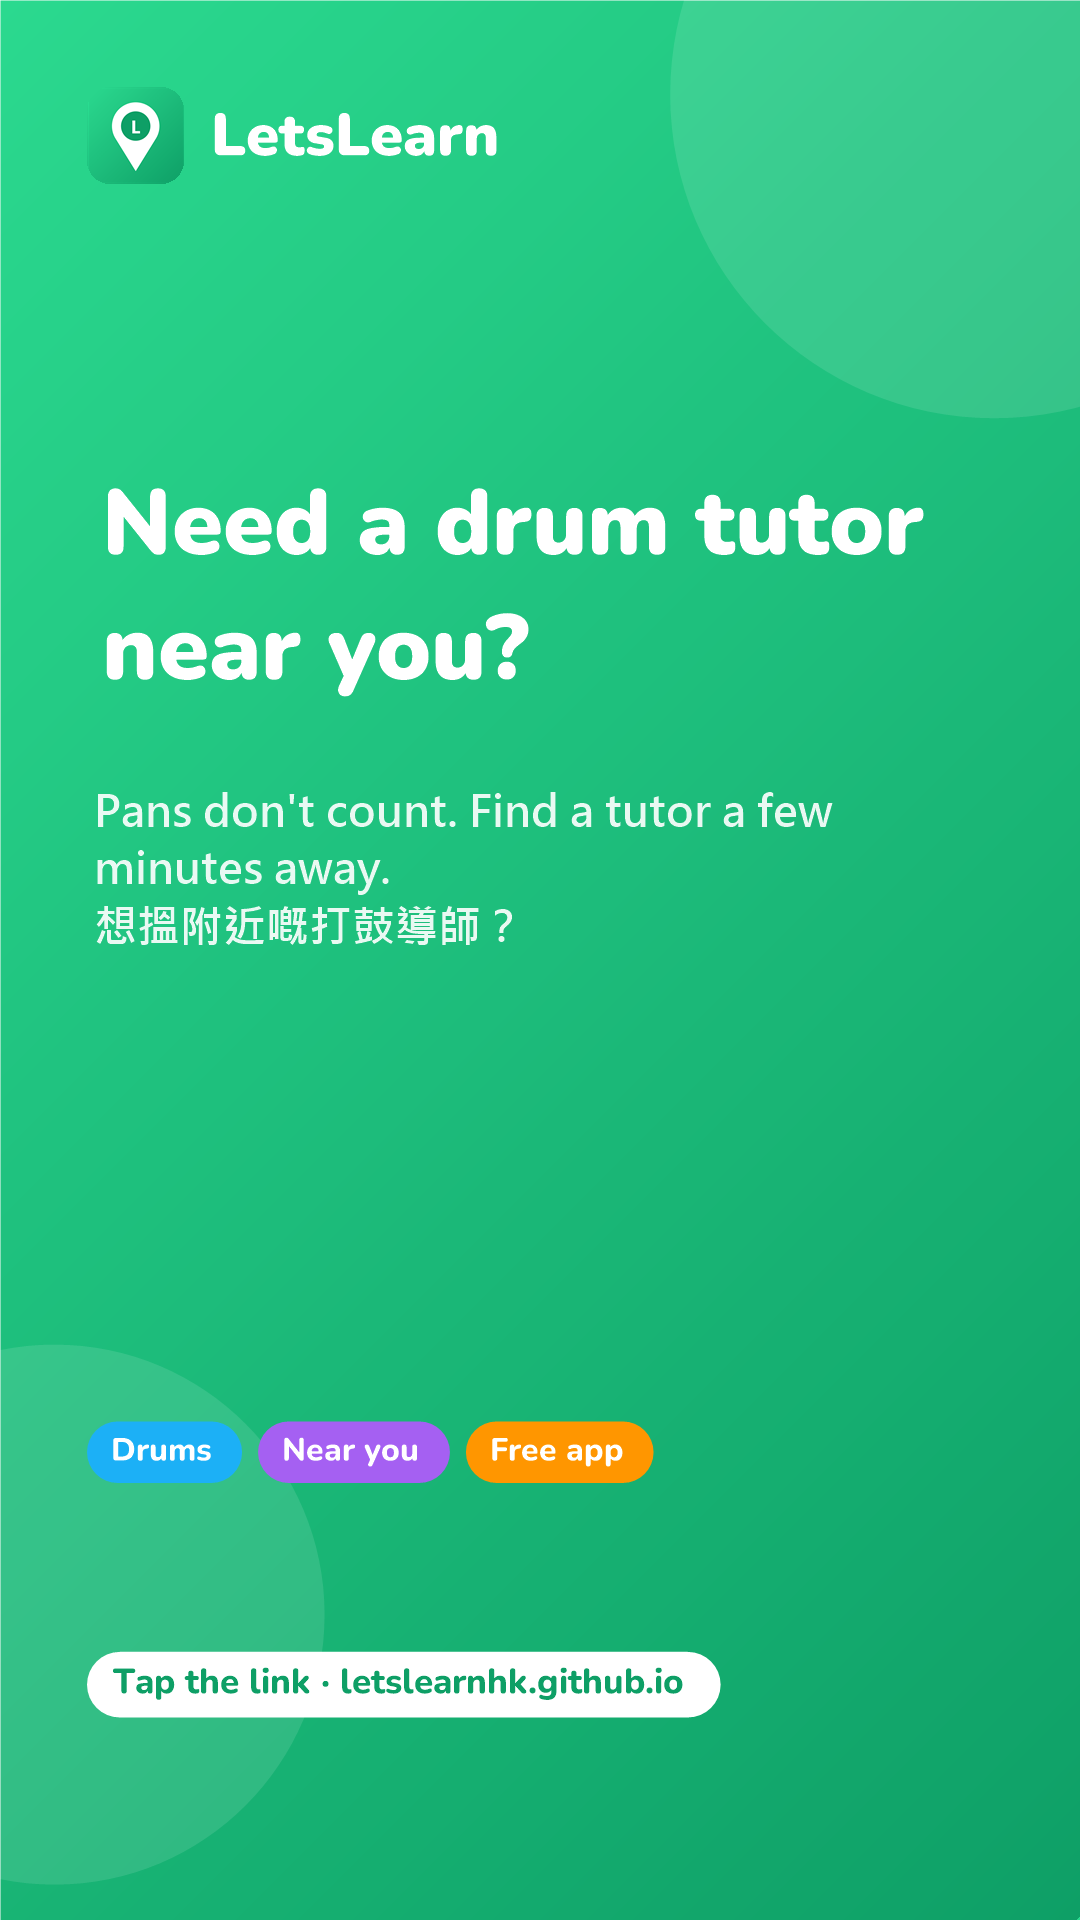 L
LetsLearn
Need a drum tutor
near you?
Pans don't count. Find a tutor a few
minutes away.
想搵附近嘅打鼓導師？
Drums
Near you
Free app
Tap the link · letslearnhk.github.io